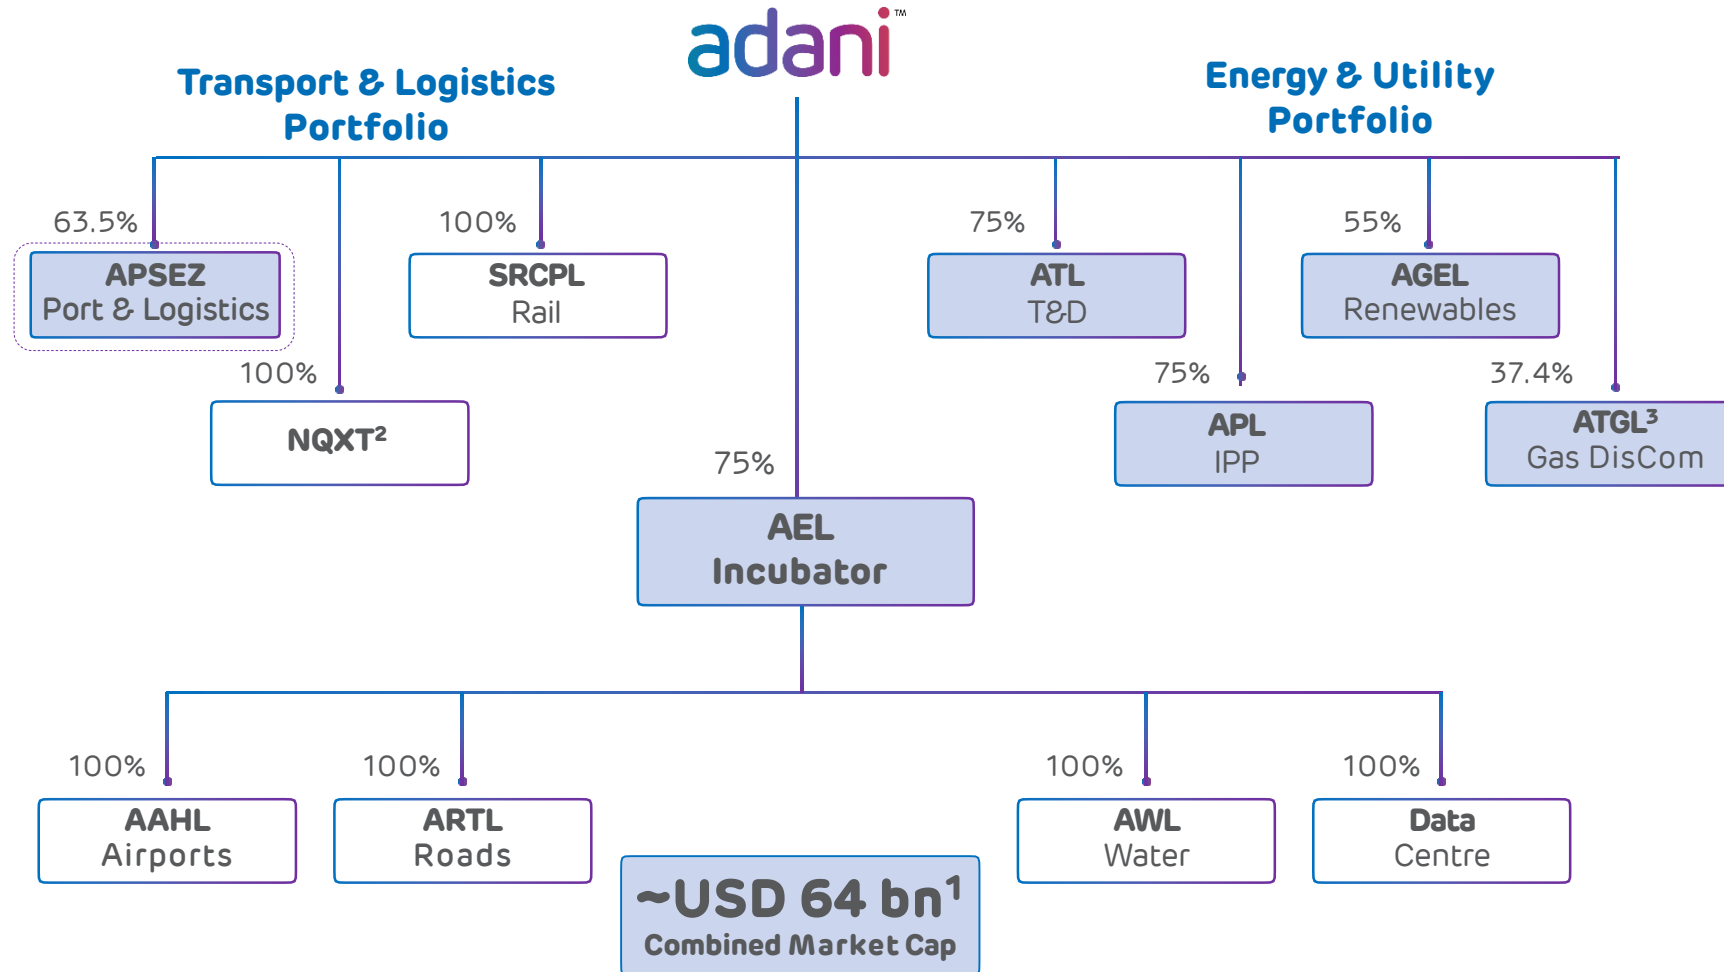 adani™
Transport & Logistics
Portfolio
Energy & Utility
Portfolio
63.5%
APSEZ
Port & Logistics
100%
NQXT²
100%
SRCPL
Rail
75%
ATL
T&D
75%
APL
IPP
55%
AGEL
Renewables
37.4%
ATGL³
Gas DisCom
75%
AEL
Incubator
100%
AAHL
Airports
100%
ARTL
Roads
100%
AWL
Water
100%
Data
Centre
~USD 64 bn¹
Combined Market Cap